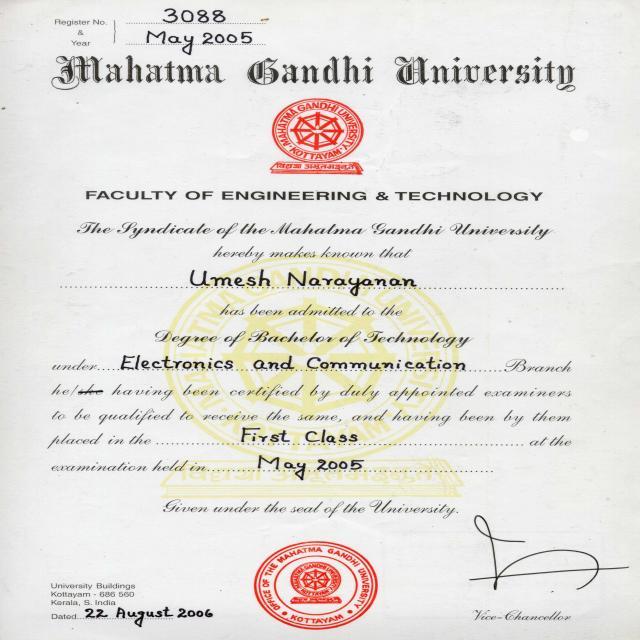 Register No. 3088
&
Year May 2005
Mahatma Gandhi University
MAHATMA GANDHI UNIVERSITY
KOTTAYAM
विद्यया अमृतमश्नुते
FACULTY OF ENGINEERING & TECHNOLOGY
The Syndicate of the Mahatma Gandhi University
hereby makes known that
Umesh Narayanan
has been admitted to the
Degree of Bachelor of Technology
under Electronics and Communication Branch
he/she having been certified by duly appointed examiners
to be qualified to receive the same, and having been by them
placed in the First Class at the
examination held in May 2005
Given under the seal of the University.
OFFICE OF THE MAHATMA GANDHI UNIVERSITY
KOTTAYAM
University Buildings
Kottayam - 686 560
Kerala, S. India
Dated 22 August 2006
Vice-Chancellor